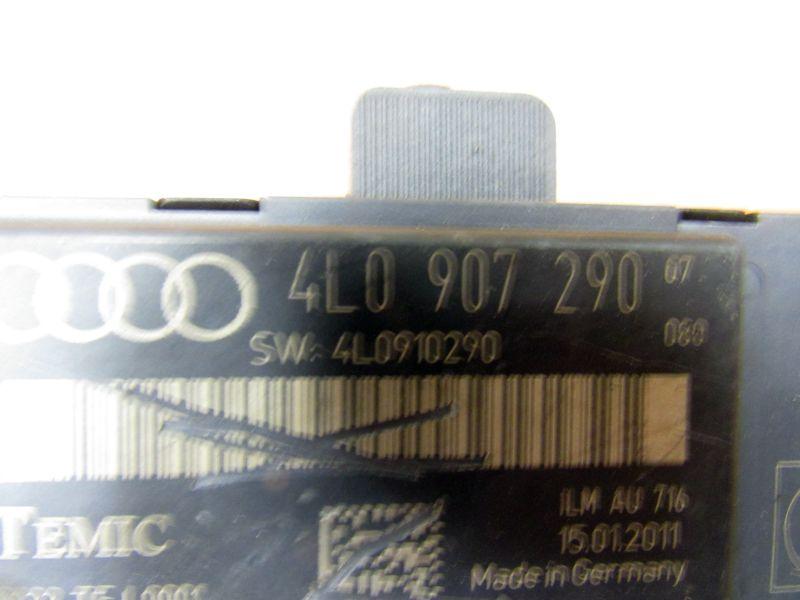 4L0 907 290 07
SW: 4L0910290 080
ILM AU 716
TEMIC 15.01.2011
Made in Germany